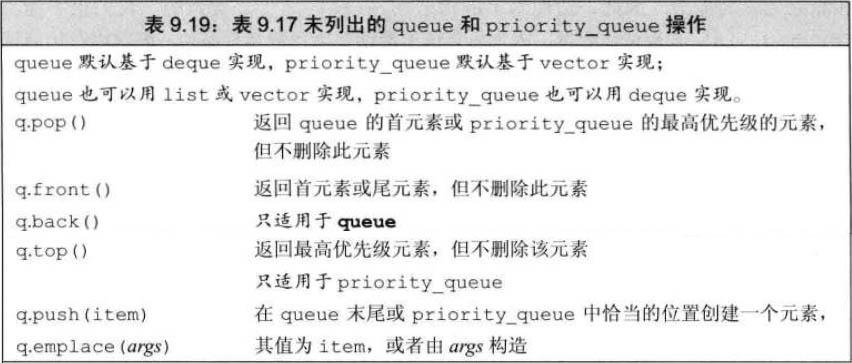 表 9.19：表 9.17 未列出的 queue 和 priority_queue 操作
queue 默认基于 deque 实现，priority_queue 默认基于 vector 实现；
queue 也可以用 list 或 vector 实现，priority_queue 也可以用 deque 实现。
q.pop() 返回 queue 的首元素或 priority_queue 的最高优先级的元素，
但不删除此元素
q.front() 返回首元素或尾元素，但不删除此元素
q.back() 只适用于 queue
q.top() 返回最高优先级元素，但不删除该元素
只适用于 priority_queue
q.push(item) 在 queue 末尾或 priority_queue 中恰当的位置创建一个元素，
q.emplace(args) 其值为 item，或者由 args 构造